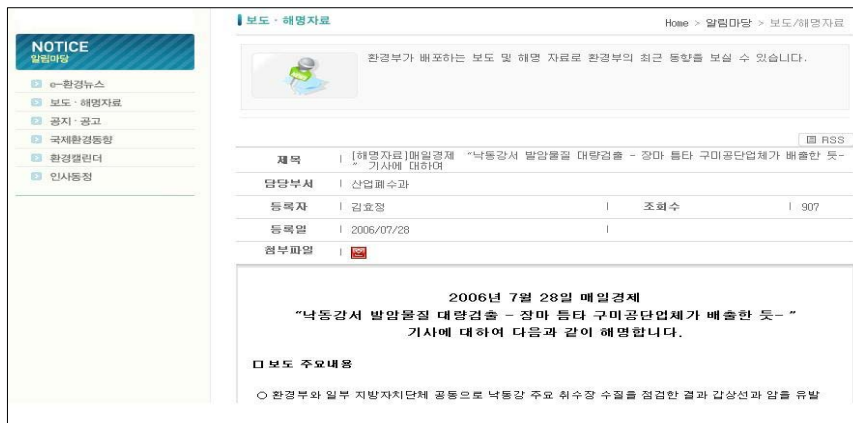 보도·해명자료
Home > 알림마당 > 보도/해명자료
NOTICE
알림마당
e-환경뉴스
보도·해명자료
공지·공고
국제환경동향
환경캘린더
인사동정
환경부가 배포하는 보도 및 해명 자료로 환경부의 최근 동향을 보실 수 있습니다.
RSS
제목 | [해명자료]매일경제 “낙동강서 발암물질 대량검출 - 장마 틈타 구미공단업체가 배출한 듯-
” 기사에 대하여
담당부서 | 산업폐수과
등록자 | 김효정 | 조회수 | 907
등록일 | 2006/07/28 |
첨부파일 |
2006년 7월 28일 매일경제
“낙동강서 발암물질 대량검출 - 장마 틈타 구미공단업체가 배출한 듯- ”
기사에 대하여 다음과 같이 해명합니다.
□ 보도 주요내용
○ 환경부와 일부 지방자치단체 공동으로 낙동강 주요 취수장 수질을 점검한 결과 갑상선과 암을 유발